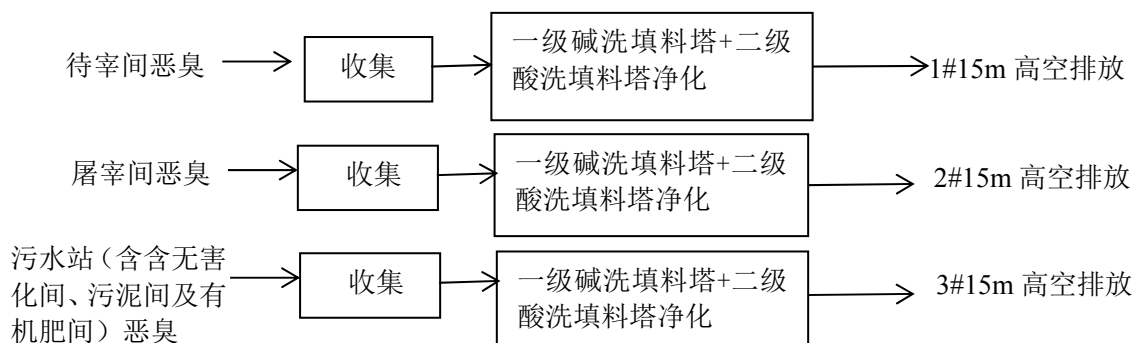 待宰间恶臭
收集
一级碱洗填料塔+二级
酸洗填料塔净化
1#15m 高空排放
屠宰间恶臭
收集
一级碱洗填料塔+二级
酸洗填料塔净化
2#15m 高空排放
污水站（含含无害
化间、污泥间及有
机肥间）恶臭
收集
一级碱洗填料塔+二级
酸洗填料塔净化
3#15m 高空排放